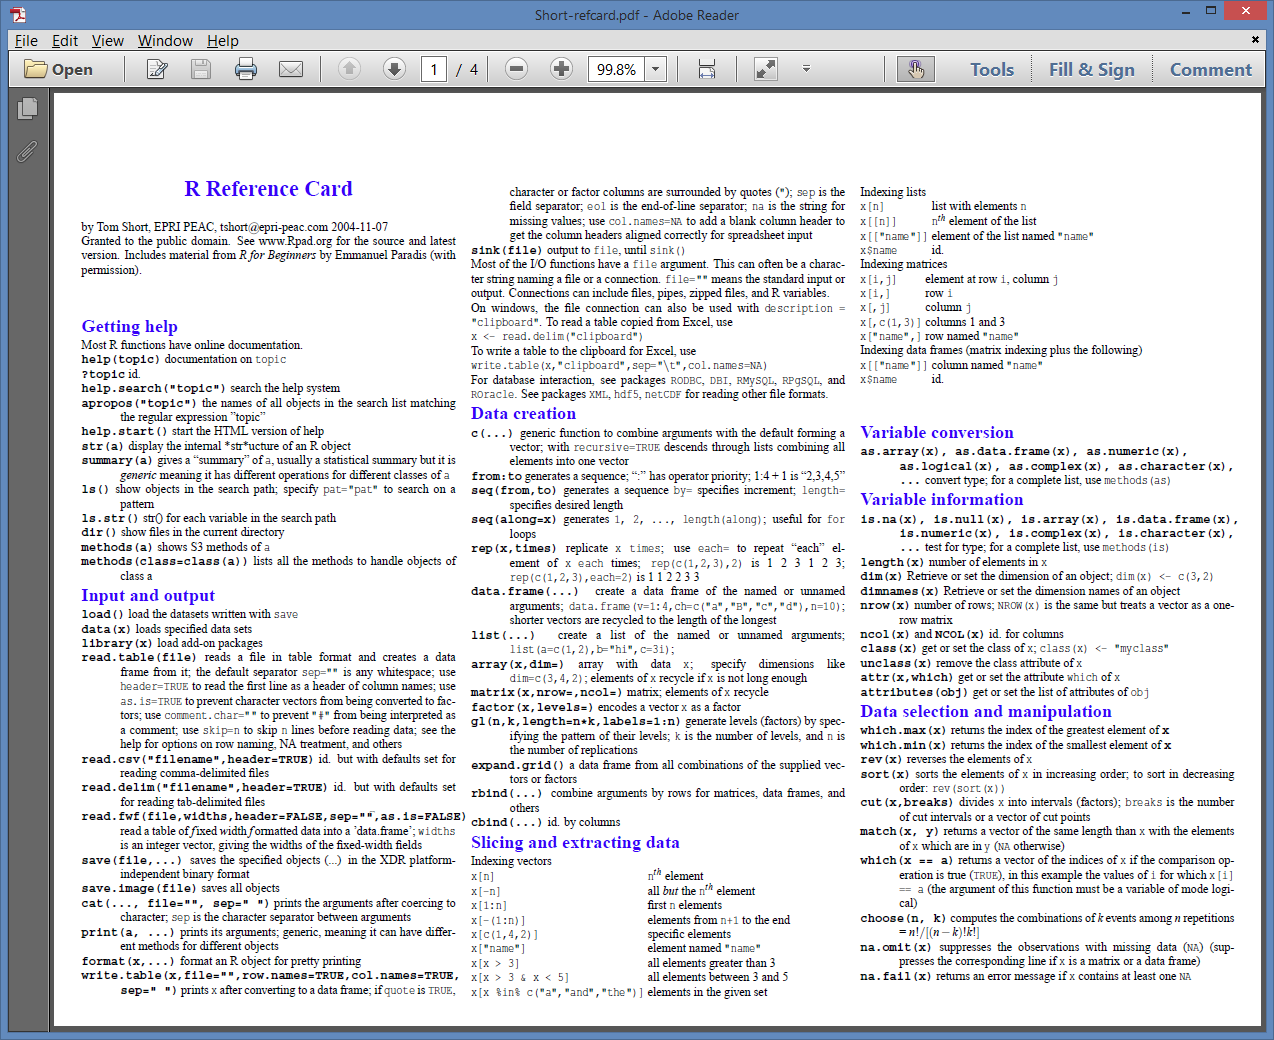 Short-refcard.pdf - Adobe Reader
File Edit View Window Help
Open 1 / 4 99.8% Tools Fill & Sign Comment
R Reference Card
by Tom Short, EPRI PEAC, tshort@epri-peac.com 2004-11-07
Granted to the public domain. See www.Rpad.org for the source and latest
version. Includes material from R for Beginners by Emmanuel Paradis (with
permission).
Getting help
Most R functions have online documentation.
help(topic) documentation on topic
?topic id.
help.search("topic") search the help system
apropos("topic") the names of all objects in the search list matching
the regular expression ”topic”
help.start() start the HTML version of help
str(a) display the internal *str*ucture of an R object
summary(a) gives a “summary” of a, usually a statistical summary but it is
generic meaning it has different operations for different classes of a
ls() show objects in the search path; specify pat="pat" to search on a
pattern
ls.str() str() for each variable in the search path
dir() show files in the current directory
methods(a) shows S3 methods of a
methods(class=class(a)) lists all the methods to handle objects of
class a
Input and output
load() load the datasets written with save
data(x) loads specified data sets
library(x) load add-on packages
read.table(file) reads a file in table format and creates a data
frame from it; the default separator sep="" is any whitespace; use
header=TRUE to read the first line as a header of column names; use
as.is=TRUE to prevent character vectors from being converted to fac-
tors; use comment.char="" to prevent "#" from being interpreted as
a comment; use skip=n to skip n lines before reading data; see the
help for options on row naming, NA treatment, and others
read.csv("filename",header=TRUE) id. but with defaults set for
reading comma-delimited files
read.delim("filename",header=TRUE) id. but with defaults set
for reading tab-delimited files
read.fwf(file,widths,header=FALSE,sep="",as.is=FALSE)
read a table of fixed width formatted data into a ’data.frame’; widths
is an integer vector, giving the widths of the fixed-width fields
save(file,...) saves the specified objects (...) in the XDR platform-
independent binary format
save.image(file) saves all objects
cat(..., file="", sep=" ") prints the arguments after coercing to
character; sep is the character separator between arguments
print(a, ...) prints its arguments; generic, meaning it can have differ-
ent methods for different objects
format(x,...) format an R object for pretty printing
write.table(x,file="",row.names=TRUE,col.names=TRUE,
sep=" ") prints x after converting to a data frame; if quote is TRUE,
character or factor columns are surrounded by quotes ("); sep is the
field separator; eol is the end-of-line separator; na is the string for
missing values; use col.names=NA to add a blank column header to
get the column headers aligned correctly for spreadsheet input
sink(file) output to file, until sink()
Most of the I/O functions have a file argument. This can often be a charac-
ter string naming a file or a connection. file="" means the standard input or
output. Connections can include files, pipes, zipped files, and R variables.
On windows, the file connection can also be used with description =
"clipboard". To read a table copied from Excel, use
x <- read.delim("clipboard")
To write a table to the clipboard for Excel, use
write.table(x,"clipboard",sep="\t",col.names=NA)
For database interaction, see packages RODBC, DBI, RMySQL, RPgSQL, and
ROracle. See packages XML, hdf5, netCDF for reading other file formats.
Data creation
c(...) generic function to combine arguments with the default forming a
vector; with recursive=TRUE descends through lists combining all
elements into one vector
from:to generates a sequence; “:” has operator priority; 1:4 + 1 is “2,3,4,5”
seq(from,to) generates a sequence by= specifies increment; length=
specifies desired length
seq(along=x) generates 1, 2, ..., length(along); useful for for
loops
rep(x,times) replicate x times; use each= to repeat “each” el-
ement of x each times; rep(c(1,2,3),2) is 1 2 3 1 2 3;
rep(c(1,2,3),each=2) is 1 1 2 2 3 3
data.frame(...) create a data frame of the named or unnamed
arguments; data.frame(v=1:4,ch=c("a","B","c","d"),n=10);
shorter vectors are recycled to the length of the longest
list(...) create a list of the named or unnamed arguments;
list(a=c(1,2),b="hi",c=3i);
array(x,dim=) array with data x; specify dimensions like
dim=c(3,4,2); elements of x recycle if x is not long enough
matrix(x,nrow=,ncol=) matrix; elements of x recycle
factor(x,levels=) encodes a vector x as a factor
gl(n,k,length=n*k,labels=1:n) generate levels (factors) by spec-
ifying the pattern of their levels; k is the number of levels, and n is
the number of replications
expand.grid() a data frame from all combinations of the supplied vec-
tors or factors
rbind(...) combine arguments by rows for matrices, data frames, and
others
cbind(...) id. by columns
Slicing and extracting data
Indexing vectors
x[n] nth element
x[-n] all but the nth element
x[1:n] first n elements
x[-(1:n)] elements from n+1 to the end
x[c(1,4,2)] specific elements
x["name"] element named "name"
x[x > 3] all elements greater than 3
x[x > 3 & x < 5] all elements between 3 and 5
x[x %in% c("a","and","the")] elements in the given set
Indexing lists
x[n] list with elements n
x[[n]] nth element of the list
x[["name"]] element of the list named "name"
x$name id.
Indexing matrices
x[i,j] element at row i, column j
x[i,] row i
x[,j] column j
x[,c(1,3)] columns 1 and 3
x["name",] row named "name"
Indexing data frames (matrix indexing plus the following)
x[["name"]] column named "name"
x$name id.
Variable conversion
as.array(x), as.data.frame(x), as.numeric(x),
as.logical(x), as.complex(x), as.character(x),
... convert type; for a complete list, use methods(as)
Variable information
is.na(x), is.null(x), is.array(x), is.data.frame(x),
is.numeric(x), is.complex(x), is.character(x),
... test for type; for a complete list, use methods(is)
length(x) number of elements in x
dim(x) Retrieve or set the dimension of an object; dim(x) <- c(3,2)
dimnames(x) Retrieve or set the dimension names of an object
nrow(x) number of rows; NROW(x) is the same but treats a vector as a one-
row matrix
ncol(x) and NCOL(x) id. for columns
class(x) get or set the class of x; class(x) <- "myclass"
unclass(x) remove the class attribute of x
attr(x,which) get or set the attribute which of x
attributes(obj) get or set the list of attributes of obj
Data selection and manipulation
which.max(x) returns the index of the greatest element of x
which.min(x) returns the index of the smallest element of x
rev(x) reverses the elements of x
sort(x) sorts the elements of x in increasing order; to sort in decreasing
order: rev(sort(x))
cut(x,breaks) divides x into intervals (factors); breaks is the number
of cut intervals or a vector of cut points
match(x, y) returns a vector of the same length than x with the elements
of x which are in y (NA otherwise)
which(x == a) returns a vector of the indices of x if the comparison op-
eration is true (TRUE), in this example the values of i for which x[i]
== a (the argument of this function must be a variable of mode logi-
cal)
choose(n, k) computes the combinations of k events among n repetitions
= n!/[(n − k)!k!]
na.omit(x) suppresses the observations with missing data (NA) (sup-
presses the corresponding line if x is a matrix or a data frame)
na.fail(x) returns an error message if x contains at least one NA